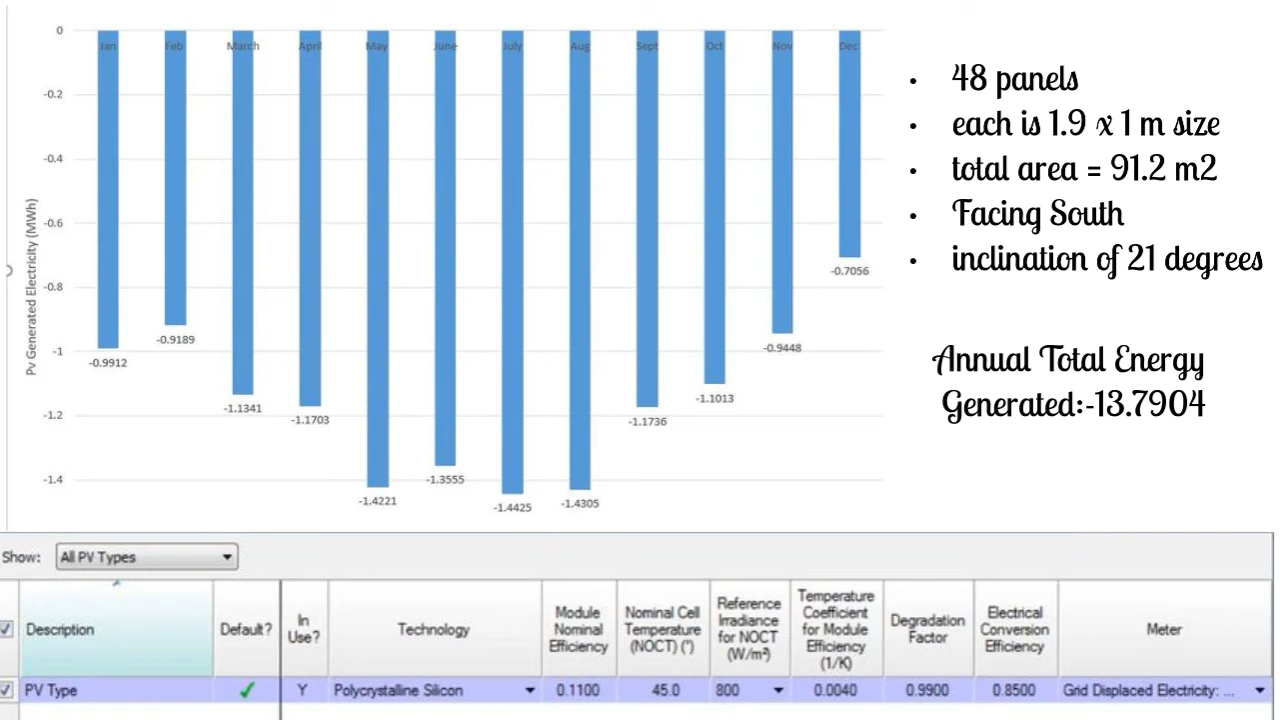 0
Jan Feb March April May June July Aug Sept Oct Nov Dec
-0.2
-0.4
-0.6
-0.8
-1
-1.2
-1.4
Pv Generated Electricity (MWh)
-0.9912
-0.9189
-1.1341
-1.1703
-1.4221
-1.3555
-1.4425
-1.4305
-1.1736
-1.1013
-0.9448
-0.7056
• 48 panels
• each is 1.9 x 1 m size
• total area = 91.2 m2
• Facing South
• inclination of 21 degrees
Annual Total Energy
Generated:-13.7904
Show: All PV Types
Description
Default?
In
Use?
Technology
Module
Nominal
Efficiency
Nominal Cell
Temperature
(NOCT) (°)
Reference
Irradiance
for NOCT
(W/m²)
Temperature
Coefficient
for Module
Efficiency
(1/K)
Degradation
Factor
Electrical
Conversion
Efficiency
Meter
PV Type Y Polycrystalline Silicon 0.1100 45.0 800 0.0040 0.9900 0.8500 Grid Displaced Electricity: ...